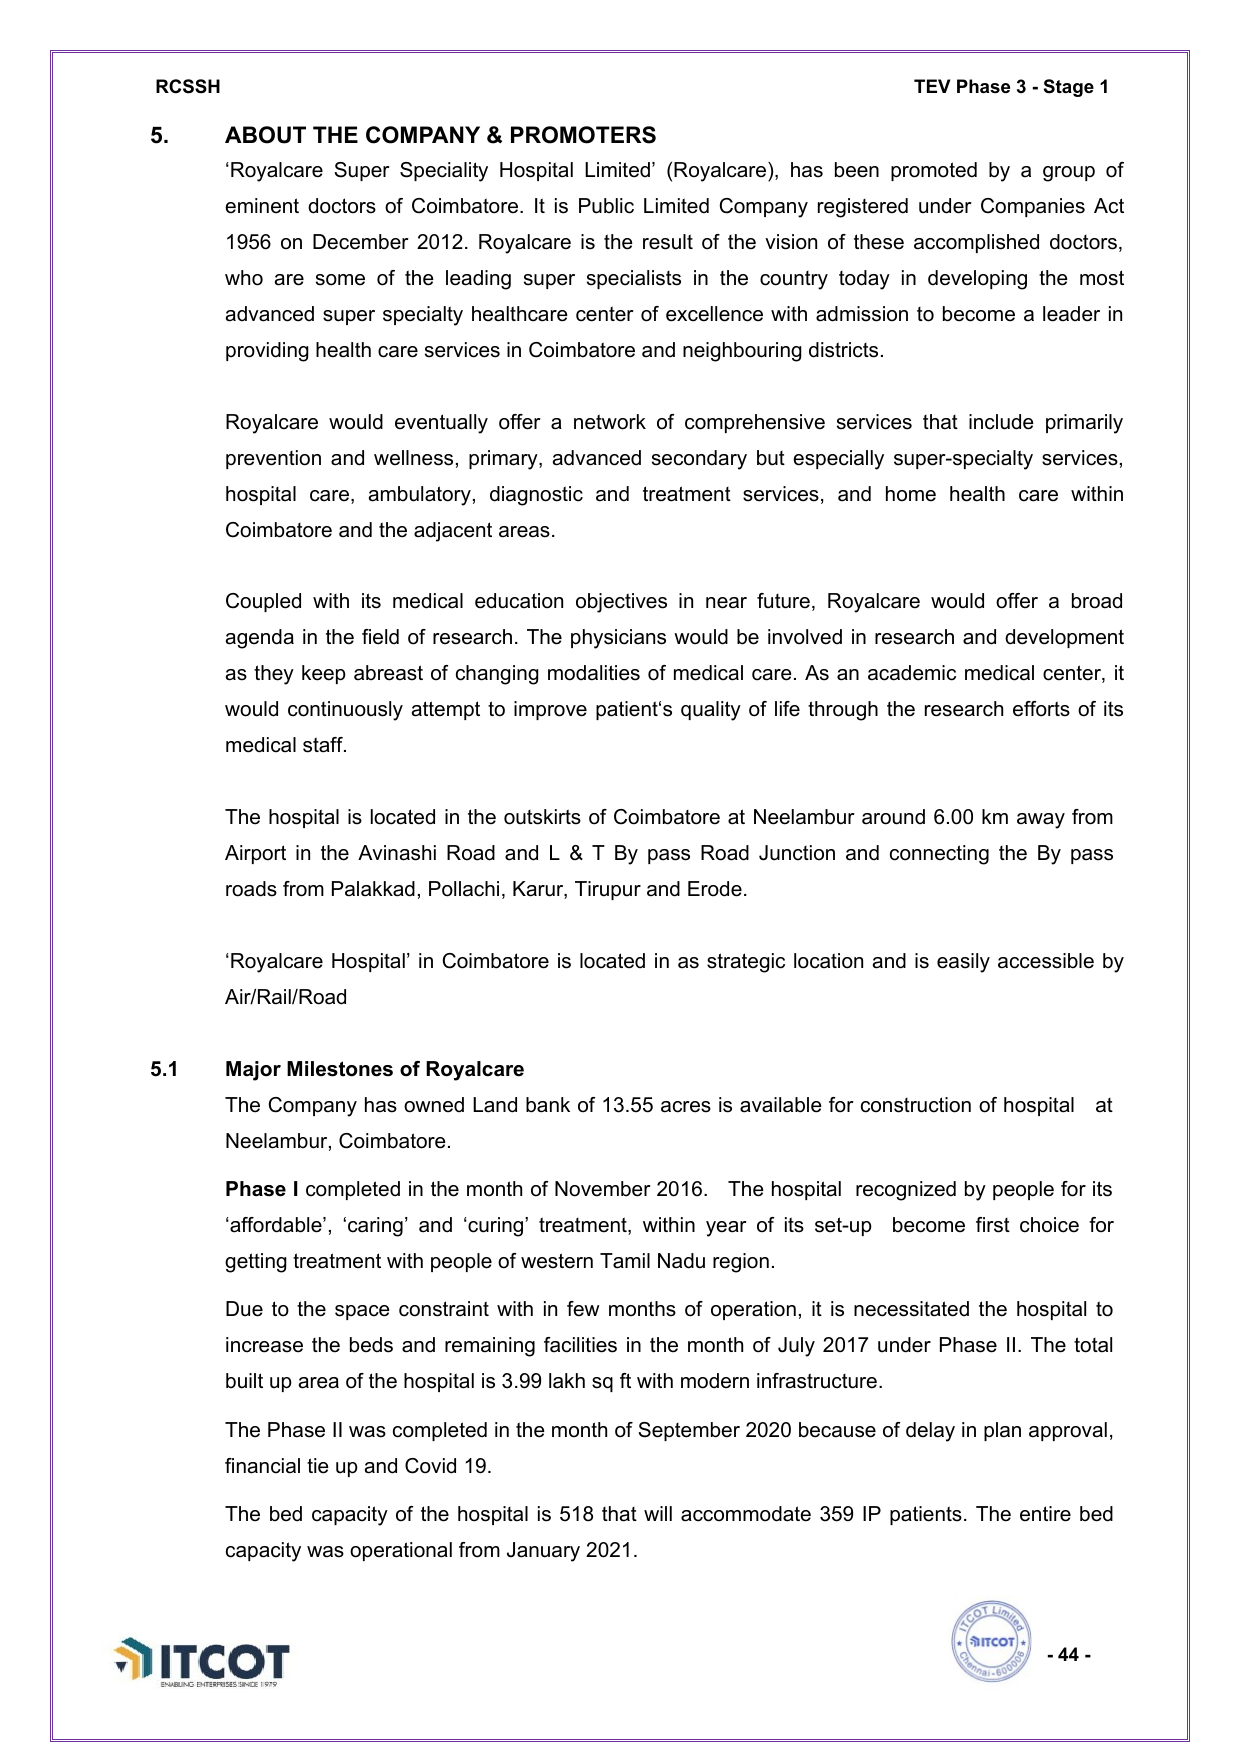 RCSSH TEV Phase 3 - Stage 1
5. ABOUT THE COMPANY & PROMOTERS
‘Royalcare Super Speciality Hospital Limited’ (Royalcare), has been promoted by a group of
eminent doctors of Coimbatore. It is Public Limited Company registered under Companies Act
1956 on December 2012. Royalcare is the result of the vision of these accomplished doctors,
who are some of the leading super specialists in the country today in developing the most
advanced super specialty healthcare center of excellence with admission to become a leader in
providing health care services in Coimbatore and neighbouring districts.
Royalcare would eventually offer a network of comprehensive services that include primarily
prevention and wellness, primary, advanced secondary but especially super-specialty services,
hospital care, ambulatory, diagnostic and treatment services, and home health care within
Coimbatore and the adjacent areas.
Coupled with its medical education objectives in near future, Royalcare would offer a broad
agenda in the field of research. The physicians would be involved in research and development
as they keep abreast of changing modalities of medical care. As an academic medical center, it
would continuously attempt to improve patient‘s quality of life through the research efforts of its
medical staff.
The hospital is located in the outskirts of Coimbatore at Neelambur around 6.00 km away from
Airport in the Avinashi Road and L & T By pass Road Junction and connecting the By pass
roads from Palakkad, Pollachi, Karur, Tirupur and Erode.
‘Royalcare Hospital’ in Coimbatore is located in as strategic location and is easily accessible by
Air/Rail/Road
5.1 Major Milestones of Royalcare
The Company has owned Land bank of 13.55 acres is available for construction of hospital at
Neelambur, Coimbatore.
Phase I completed in the month of November 2016. The hospital recognized by people for its
‘affordable’, ‘caring’ and ‘curing’ treatment, within year of its set-up become first choice for
getting treatment with people of western Tamil Nadu region.
Due to the space constraint with in few months of operation, it is necessitated the hospital to
increase the beds and remaining facilities in the month of July 2017 under Phase II. The total
built up area of the hospital is 3.99 lakh sq ft with modern infrastructure.
The Phase II was completed in the month of September 2020 because of delay in plan approval,
financial tie up and Covid 19.
The bed capacity of the hospital is 518 that will accommodate 359 IP patients. The entire bed
capacity was operational from January 2021.
ITCOT
ENABLING ENTERPRISES SINCE 1979
ITCOT Limited
ITCOT
Chennai-600006
- 44 -